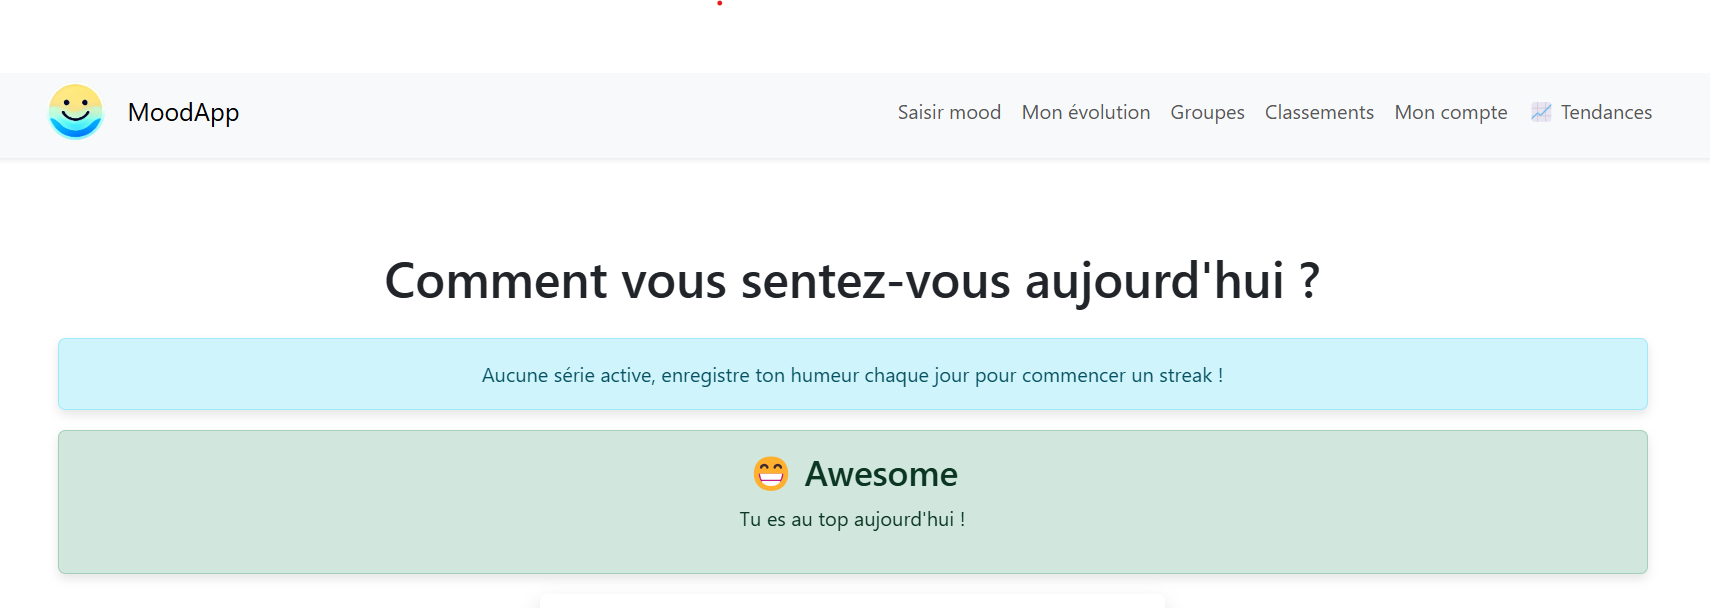 MoodApp
Saisir mood Mon évolution Groupes Classements Mon compte Tendances
Comment vous sentez-vous aujourd'hui ?
Aucune série active, enregistre ton humeur chaque jour pour commencer un streak !
Awesome
Tu es au top aujourd'hui !